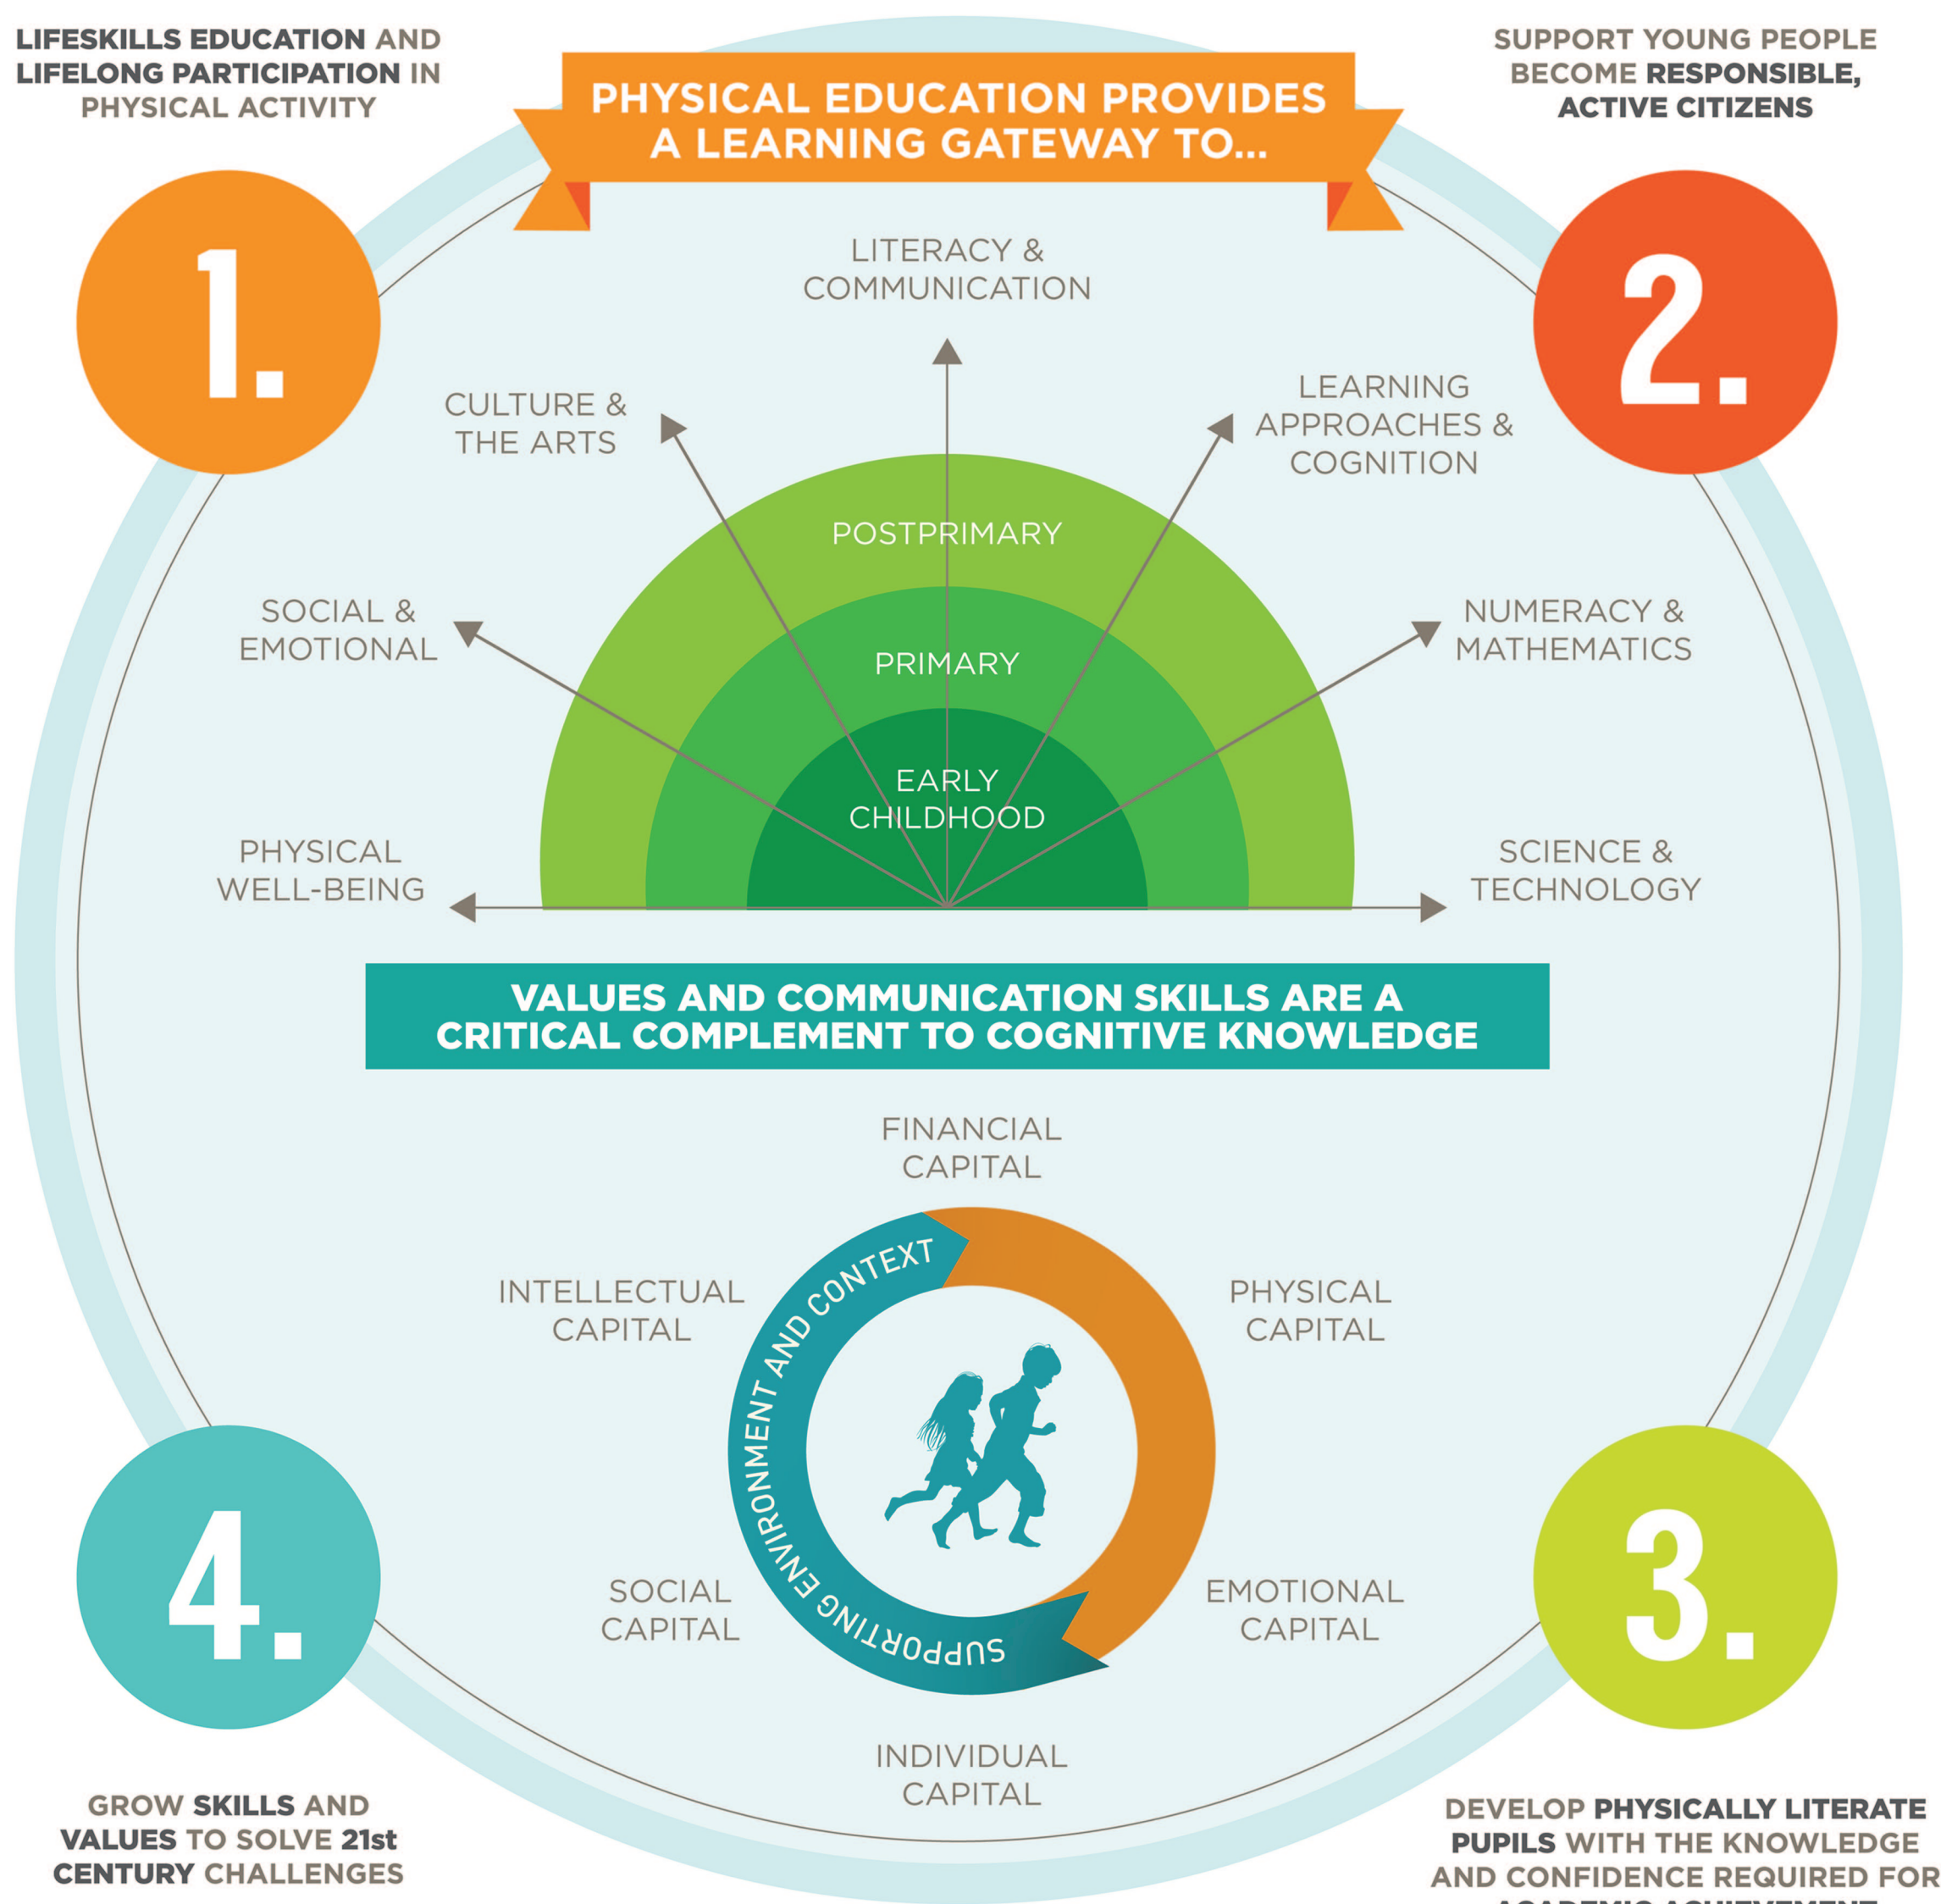 LIFESKILLS EDUCATION AND
LIFELONG PARTICIPATION IN
PHYSICAL ACTIVITY
PHYSICAL EDUCATION PROVIDES
A LEARNING GATEWAY TO...
SUPPORT YOUNG PEOPLE
BECOME RESPONSIBLE,
ACTIVE CITIZENS
1.
2.
LITERACY &
COMMUNICATION
CULTURE &
THE ARTS
LEARNING
APPROACHES &
COGNITION
SOCIAL &
EMOTIONAL
NUMERACY &
MATHEMATICS
PHYSICAL
WELL-BEING
SCIENCE &
TECHNOLOGY
POSTPRIMARY
PRIMARY
EARLY
CHILDHOOD
VALUES AND COMMUNICATION SKILLS ARE A
CRITICAL COMPLEMENT TO COGNITIVE KNOWLEDGE
FINANCIAL
CAPITAL
INTELLECTUAL
CAPITAL
PHYSICAL
CAPITAL
SUPPORTING ENVIRONMENT AND CONTEXT
SOCIAL
CAPITAL
EMOTIONAL
CAPITAL
INDIVIDUAL
CAPITAL
4.
3.
GROW SKILLS AND
VALUES TO SOLVE 21st
CENTURY CHALLENGES
DEVELOP PHYSICALLY LITERATE
PUPILS WITH THE KNOWLEDGE
AND CONFIDENCE REQUIRED FOR